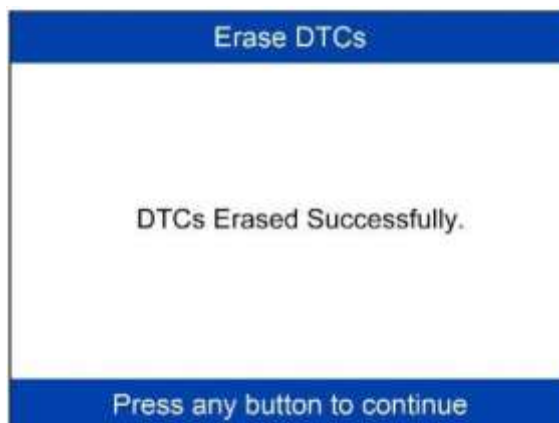 Erase DTCs
DTCs Erased Successfully.
Press any button to continue